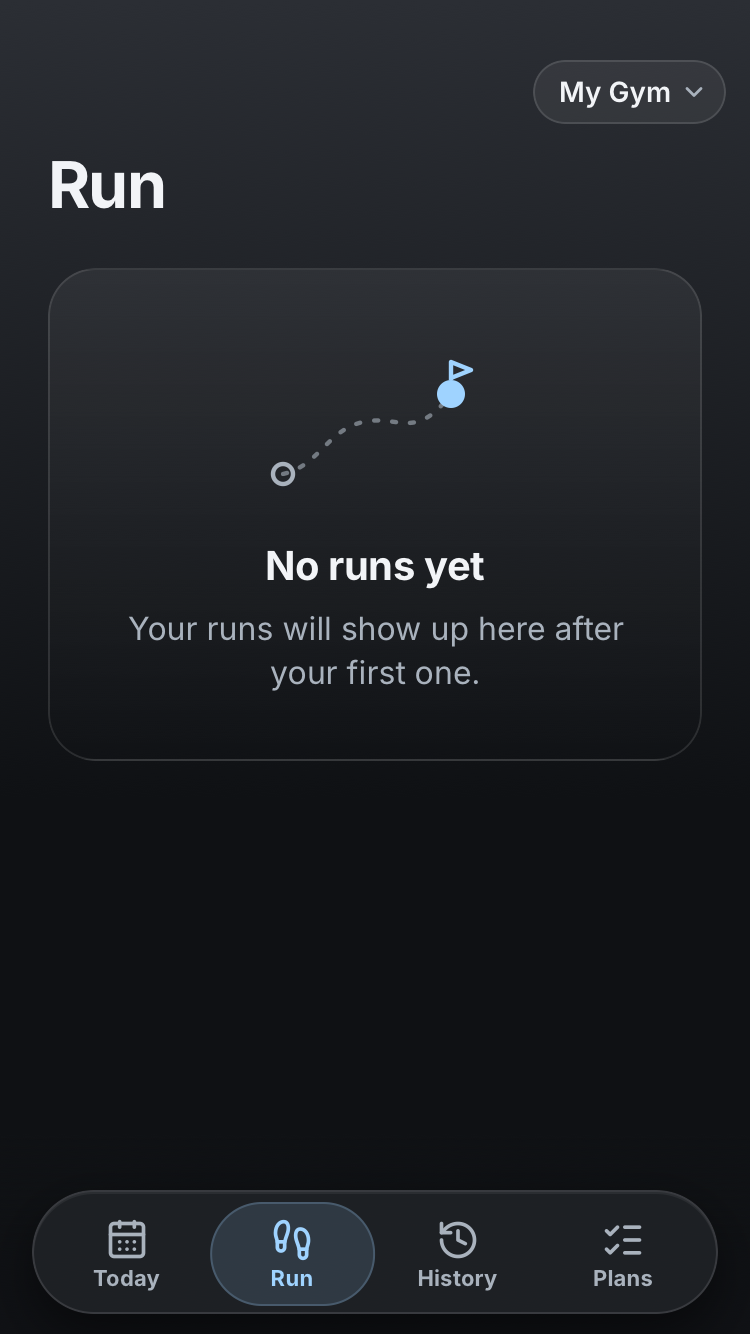 My Gym
Run
No runs yet
Your runs will show up here after
your first one.
Today
Run
History
Plans